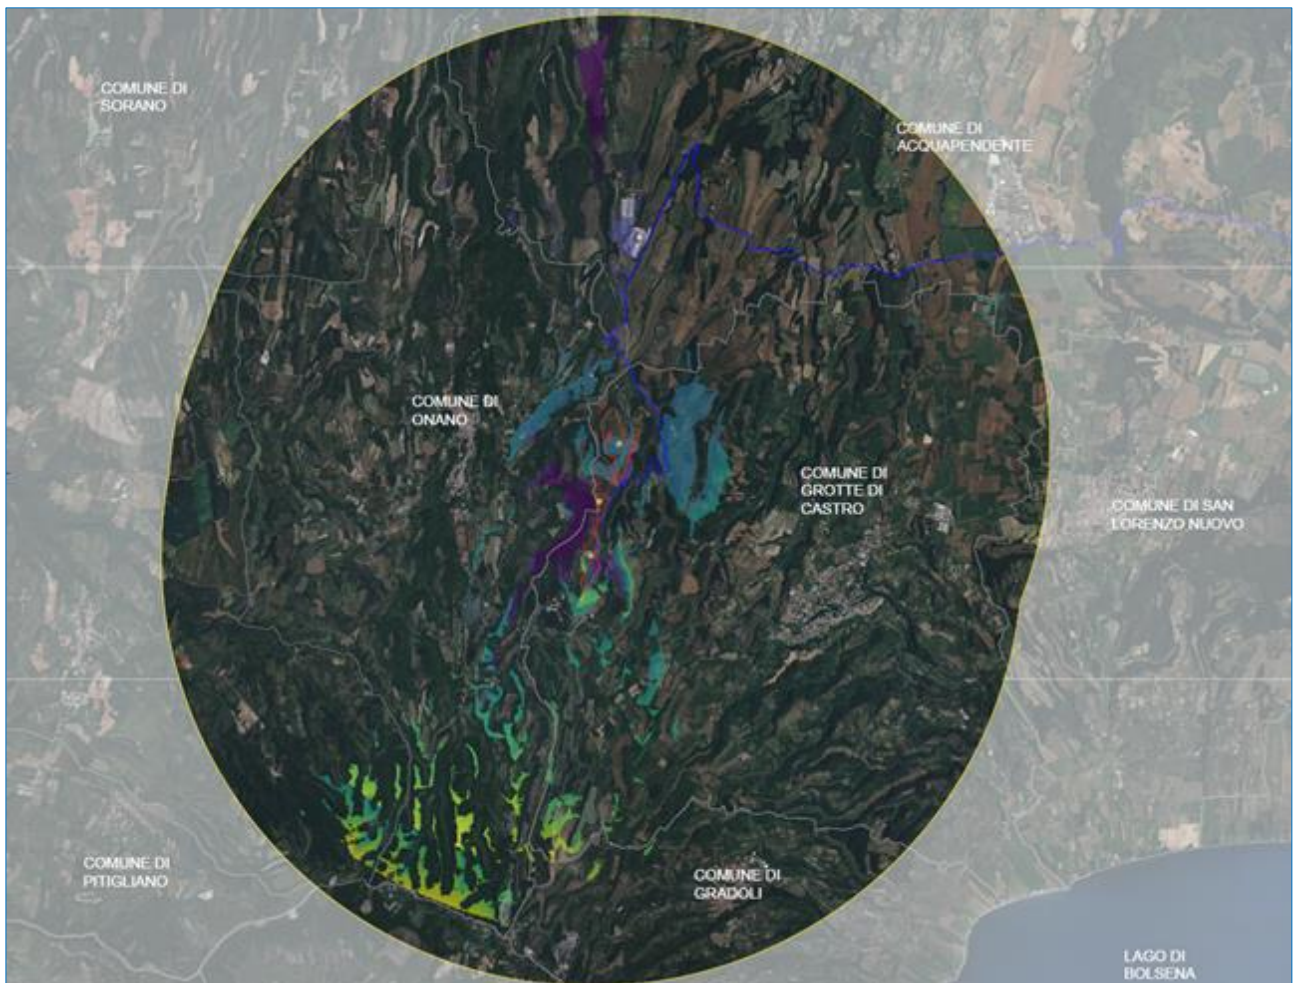 COMUNE DI
SORANO
COMUNE DI
ACQUAPENDENTE
COMUNE DI
ONANO
COMUNE DI
GROTTE DI
CASTRO
COMUNE DI SAN
LORENZO NUOVO
COMUNE DI
PITIGLIANO
COMUNE DI
GRADOLI
LAGO DI
BOLSENA